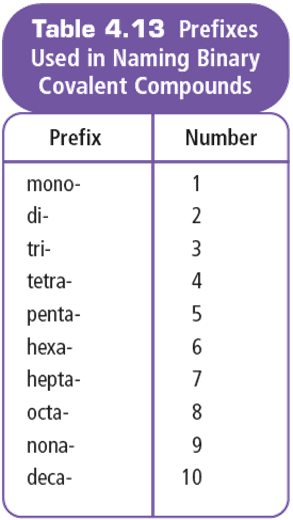 Table 4.13 Prefixes
Used in Naming Binary
Covalent Compounds
Prefix Number
mono- 1
di- 2
tri- 3
tetra- 4
penta- 5
hexa- 6
hepta- 7
octa- 8
nona- 9
deca- 10